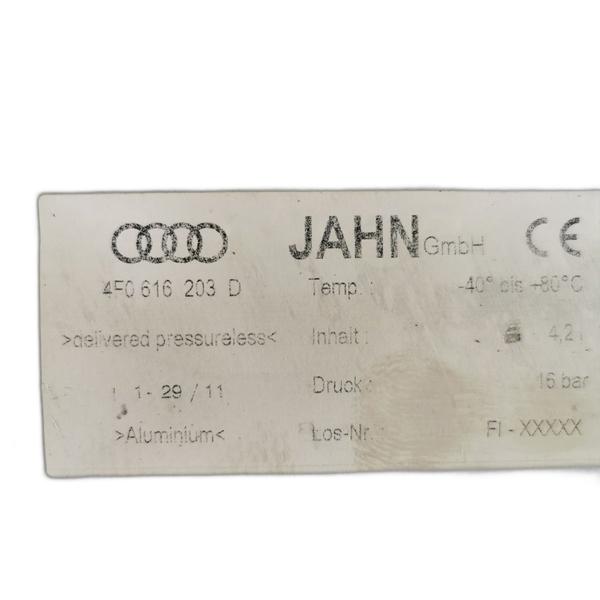 JAHN GmbH CE
4F0 616 203 D
Temp.: -40° bis +80°C
>delivered pressureless<
Inhalt: 4,2 l
1- 29 / 11
Druck: 16 bar
>Aluminium<
Los-Nr.: FI - XXXXX